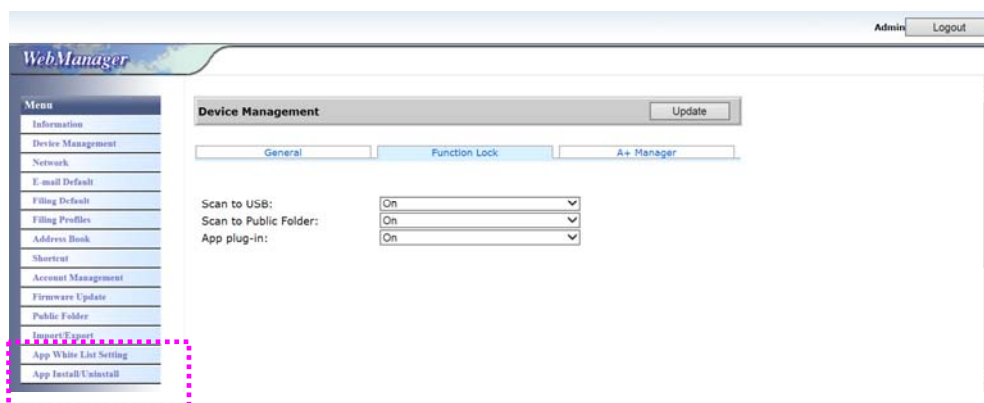 Admin Logout
WebManager
Menu
Information
Device Management
Network
E-mail Default
Filing Default
Filing Profiles
Address Book
Shortcut
Account Management
Firmware Update
Public Folder
Import/Export
App White List Setting
App Install/Uninstall
Device Management Update
General Function Lock A+ Manager
Scan to USB: On
Scan to Public Folder: On
App plug-in: On